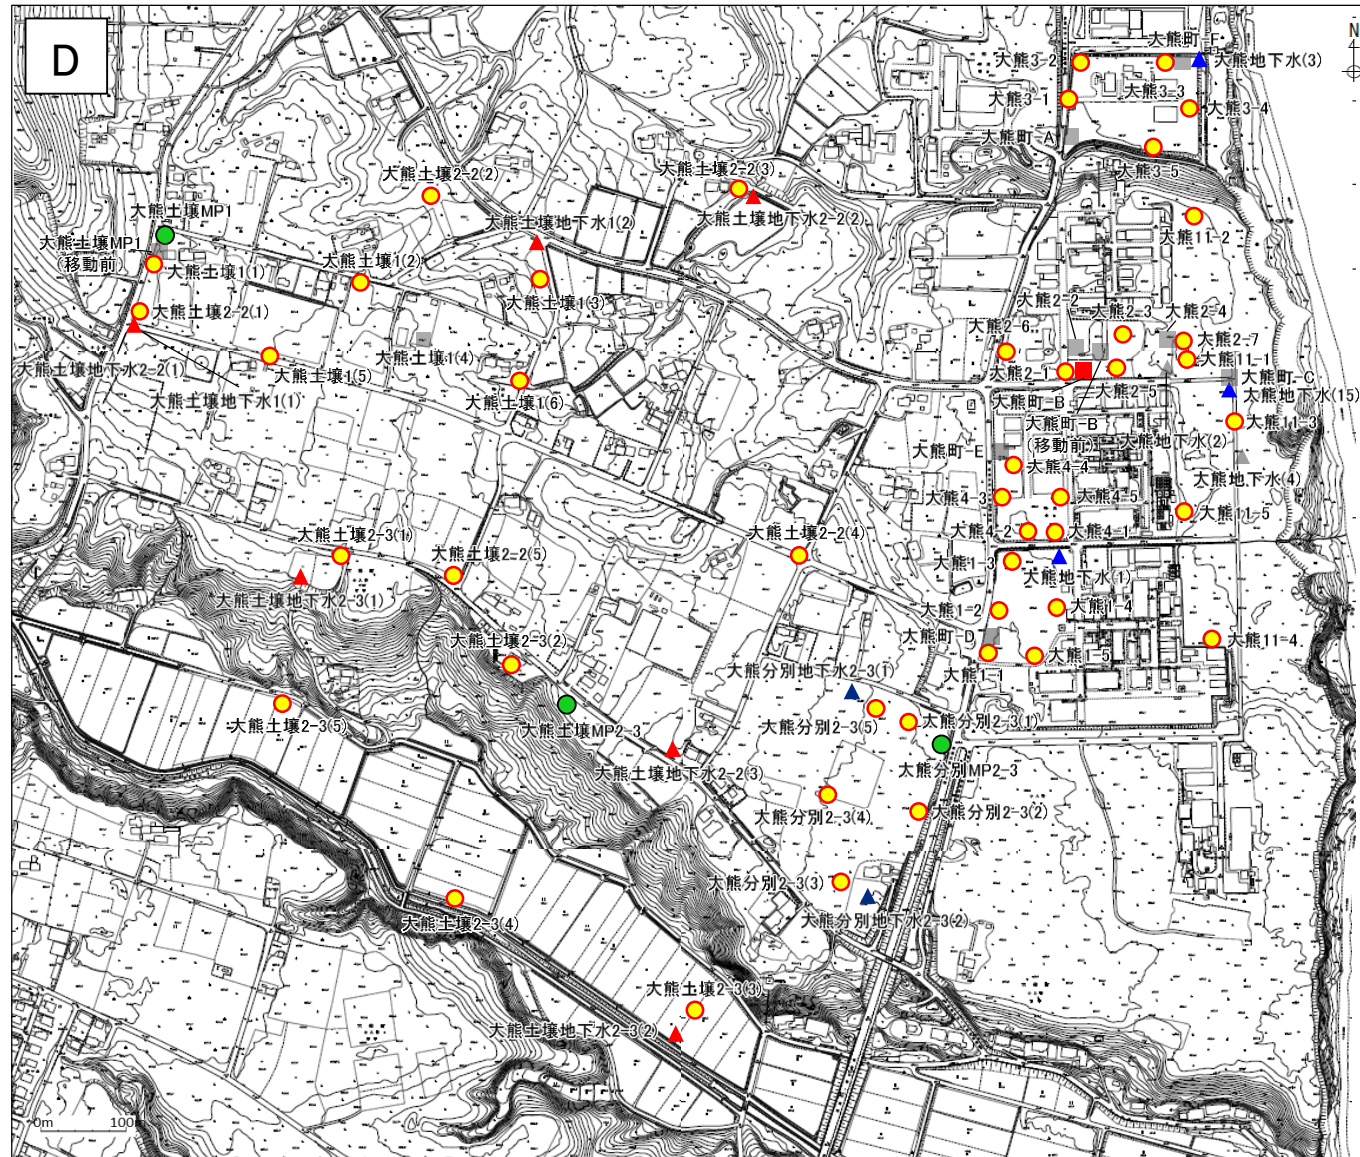 D
N
大熊町
大熊3-2
大熊地下水(3)
大熊3-1
大熊3-3
大熊3-4
大熊町-A
大熊3-5
大熊土壌2-2(2)
大熊土壌2-2(3)
大熊土壌MP1
大熊土壌地下水1(2)
大熊土壌地下水2-2(2)
大熊11-2
大熊土壌MP1
(移動前)
大熊土壌1(1)
大熊土壌1(2)
大熊土壌1(3)
大熊土壌2-2(1)
大熊2-2
大熊2-3
大熊2-4
大熊2-6
大熊2-7
大熊土壌1(4)
大熊11-1
大熊土壌地下水2-2(1)
大熊土壌1(5)
大熊2-1
大熊町-C
大熊土壌地下水1(1)
大熊土壌1(6)
大熊町-B
大熊2-5
大熊地下水(15)
大熊町-B
(移動前)
大熊11-3
大熊地下水(2)
大熊町-E
大熊4-4
大熊地下水(4)
大熊4-3
大熊4-5
大熊11-5
大熊土壌2-3(1)
大熊土壌2-2(5)
大熊土壌2-2(4)
大熊4-2
大熊4-1
大熊1-3
大熊地下水(1)
大熊土壌地下水2-3(1)
大熊1-2
大熊1-4
大熊土壌2-3(2)
大熊町-D
大熊11-4
大熊1-5
大熊分別地下水2-3(1)
大熊1-1
大熊土壌2-3(5)
大熊土壌MP2-3
大熊分別2-3(5)
大熊分別2-3(1)
大熊土壌地下水2-2(3)
大熊分別MP2-3
大熊分別2-3(4)
大熊分別2-3(2)
大熊分別2-3(3)
大熊土壌2-3(4)
大熊分別地下水2-3(2)
大熊土壌2-3(3)
大熊土壌地下水2-3(2)
0m 100m